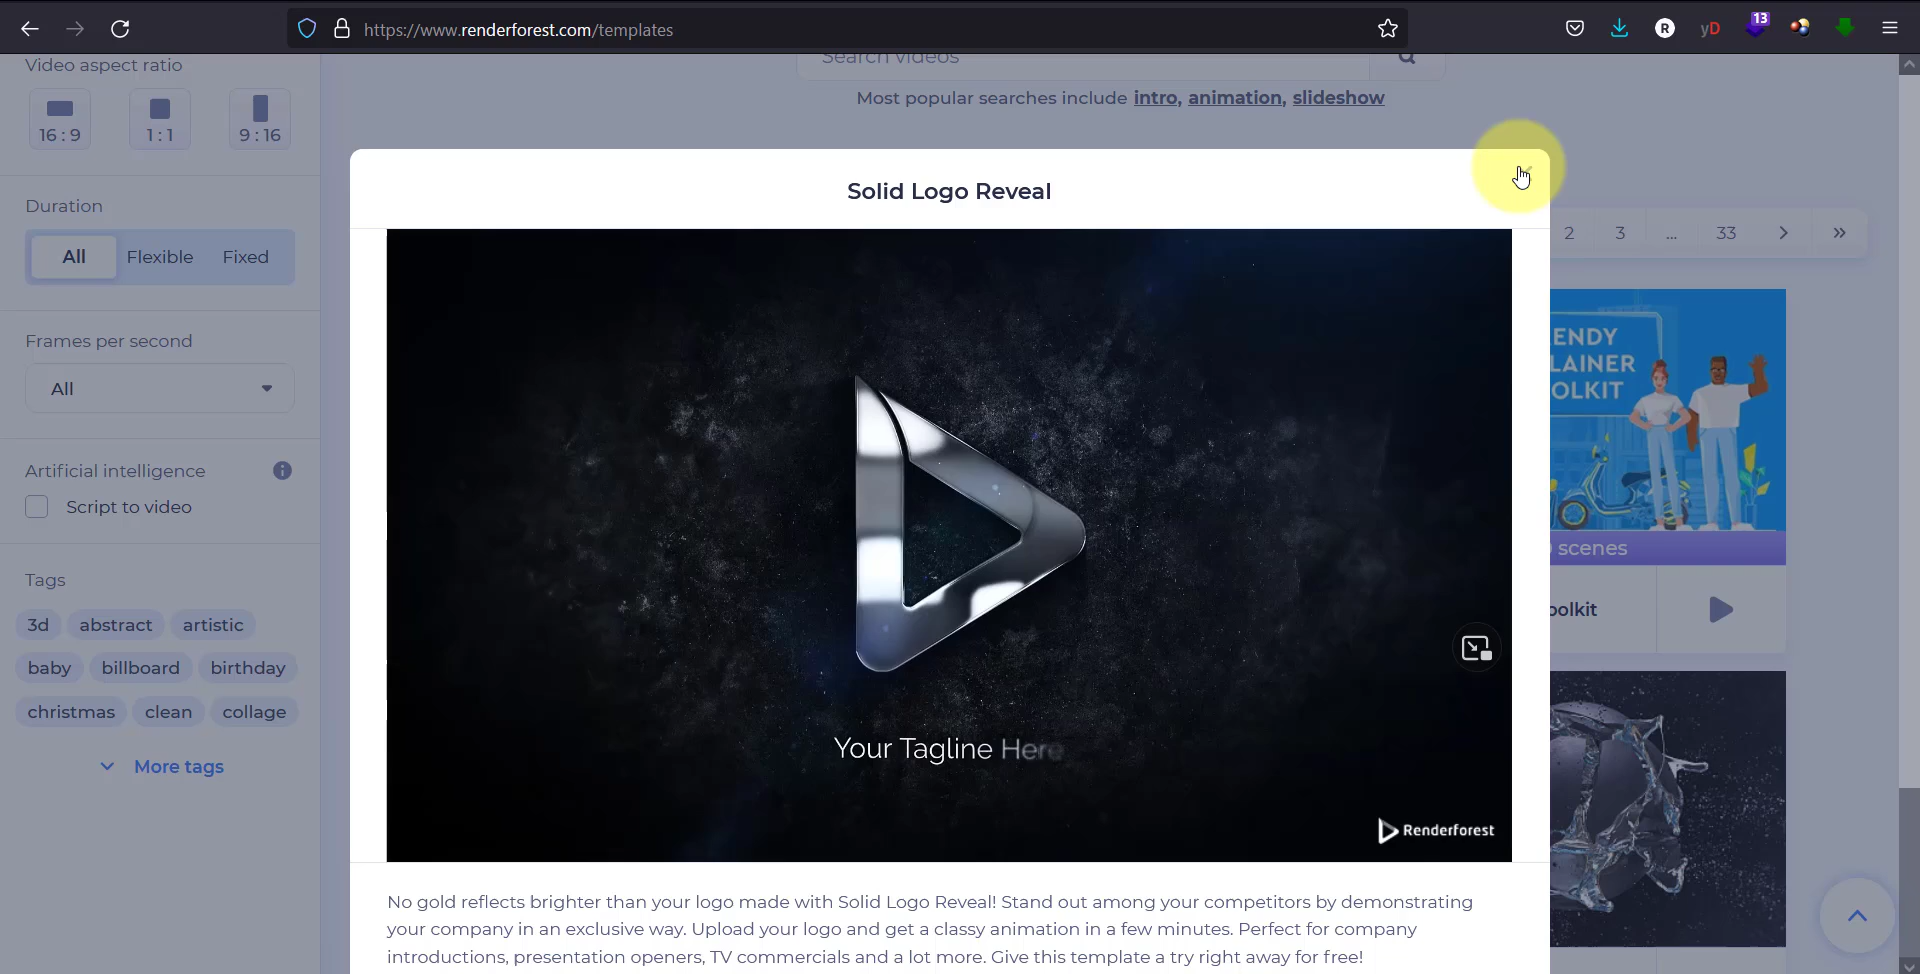 https://www.renderforest.com/templates
R
yD
13
Video aspect ratio
16 : 9
1 : 1
9 : 16
Duration
All
Flexible
Fixed
Frames per second
All
Artificial intelligence
Script to video
Tags
3d
abstract
artistic
baby
billboard
birthday
christmas
clean
collage
More tags
Search videos
Most popular searches include intro, animation, slideshow
Solid Logo Reveal
2
3
...
33
>
»
Your Tagline Here
Renderforest
No gold reflects brighter than your logo made with Solid Logo Reveal! Stand out among your competitors by demonstrating
your company in an exclusive way. Upload your logo and get a classy animation in a few minutes. Perfect for company
introductions, presentation openers, TV commercials and a lot more. Give this template a try right away for free!
ENDY
LAINER
OLKIT
scenes
oolkit